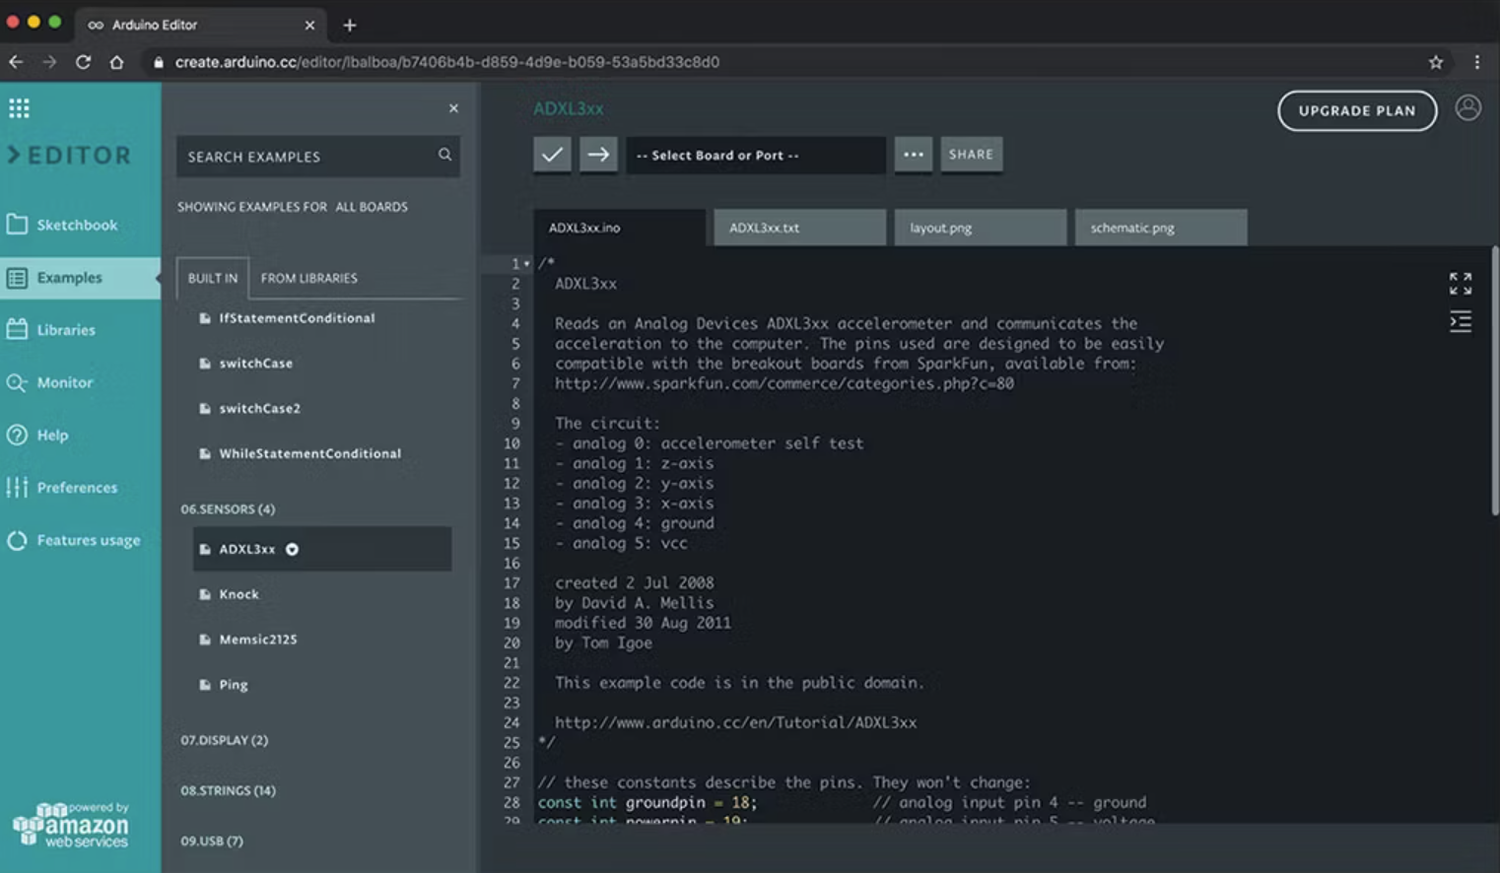 Arduino Editor
create.arduino.cc/editor/lbalboa/b7406b4b-d859-4d9e-b059-53a5bd33c8d0
EDITOR
Sketchbook
Examples
Libraries
Monitor
Help
Preferences
Features usage
powered by
amazon
web services
SEARCH EXAMPLES
SHOWING EXAMPLES FOR ALL BOARDS
BUILT IN FROM LIBRARIES
IfStatementConditional
switchCase
switchCase2
WhileStatementConditional
06.SENSORS (4)
ADXL3xx
Knock
Memsic2125
Ping
07.DISPLAY (2)
08.STRINGS (14)
09.USB (7)
ADXL3xx
UPGRADE PLAN
-- Select Board or Port --
SHARE
ADXL3xx.ino ADXL3xx.txt layout.png schematic.png
1 /*
2 ADXL3xx
3
4 Reads an Analog Devices ADXL3xx accelerometer and communicates the
5 acceleration to the computer. The pins used are designed to be easily
6 compatible with the breakout boards from SparkFun, available from:
7 http://www.sparkfun.com/commerce/categories.php?c=80
8
9 The circuit:
10 - analog 0: accelerometer self test
11 - analog 1: z-axis
12 - analog 2: y-axis
13 - analog 3: x-axis
14 - analog 4: ground
15 - analog 5: vcc
16
17 created 2 Jul 2008
18 by David A. Mellis
19 modified 30 Aug 2011
20 by Tom Igoe
21
22 This example code is in the public domain.
23
24 http://www.arduino.cc/en/Tutorial/ADXL3xx
25 */
26
27 // these constants describe the pins. They won't change:
28 const int groundpin = 18; // analog input pin 4 -- ground
29 const int powerpin = 19; // analog input pin 5 -- voltage